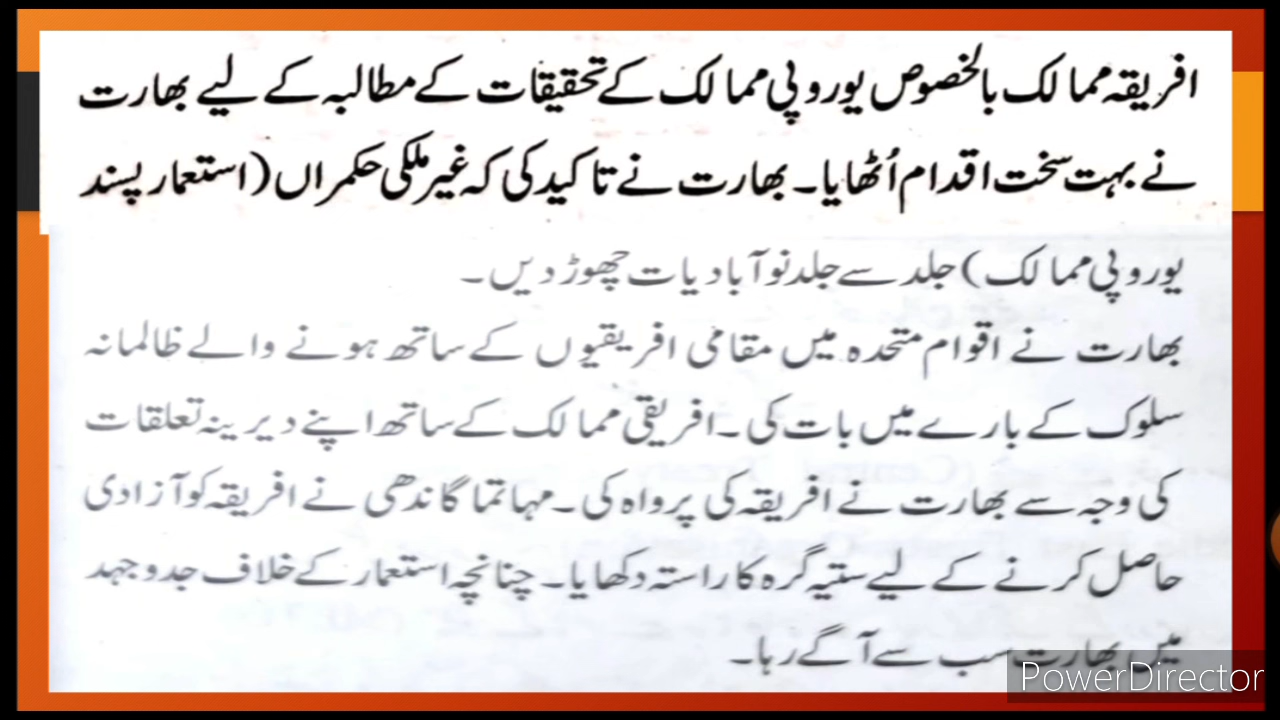 افریقہ ممالک بالخصوص یوروپی ممالک کے تحقیقات کے مطالبہ کے لیے بھارت
نے بہت سخت اقدام اُٹھایا۔ بھارت نے تاکید کی کہ غیر ملکی حکمراں (استعمار پسند
یوروپی ممالک) جلد سے جلد نوآبادیات چھوڑ دیں۔
بھارت نے اقوام متحدہ میں مقامی افریقیوں کے ساتھ ہونے والے ظالمانہ
سلوک کے بارے میں بات کی۔ افریقی ممالک کے ساتھ اپنے دیرینہ تعلقات
کی وجہ سے بھارت نے افریقہ کی پرواہ کی۔ مہاتما گاندھی نے افریقہ کو آزادی
حاصل کرنے کے لیے ستیہ گرہ کا راستہ دکھایا۔ چنانچہ استعمار کے خلاف جدوجہد
میں بھارت سب سے آگے رہا۔
PowerDirector